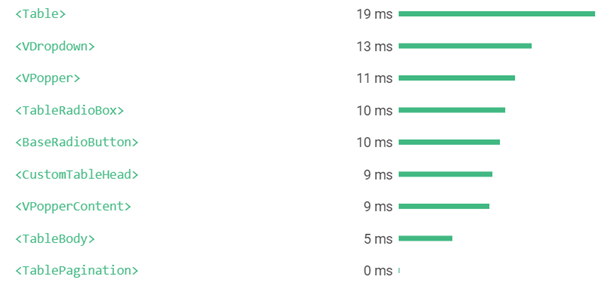 <Table> 19 ms
<VDropdown> 13 ms
<VPopper> 11 ms
<TableRadioBox> 10 ms
<BaseRadioButton> 10 ms
<CustomTableHead> 9 ms
<VPopperContent> 9 ms
<TableBody> 5 ms
<TablePagination> 0 ms